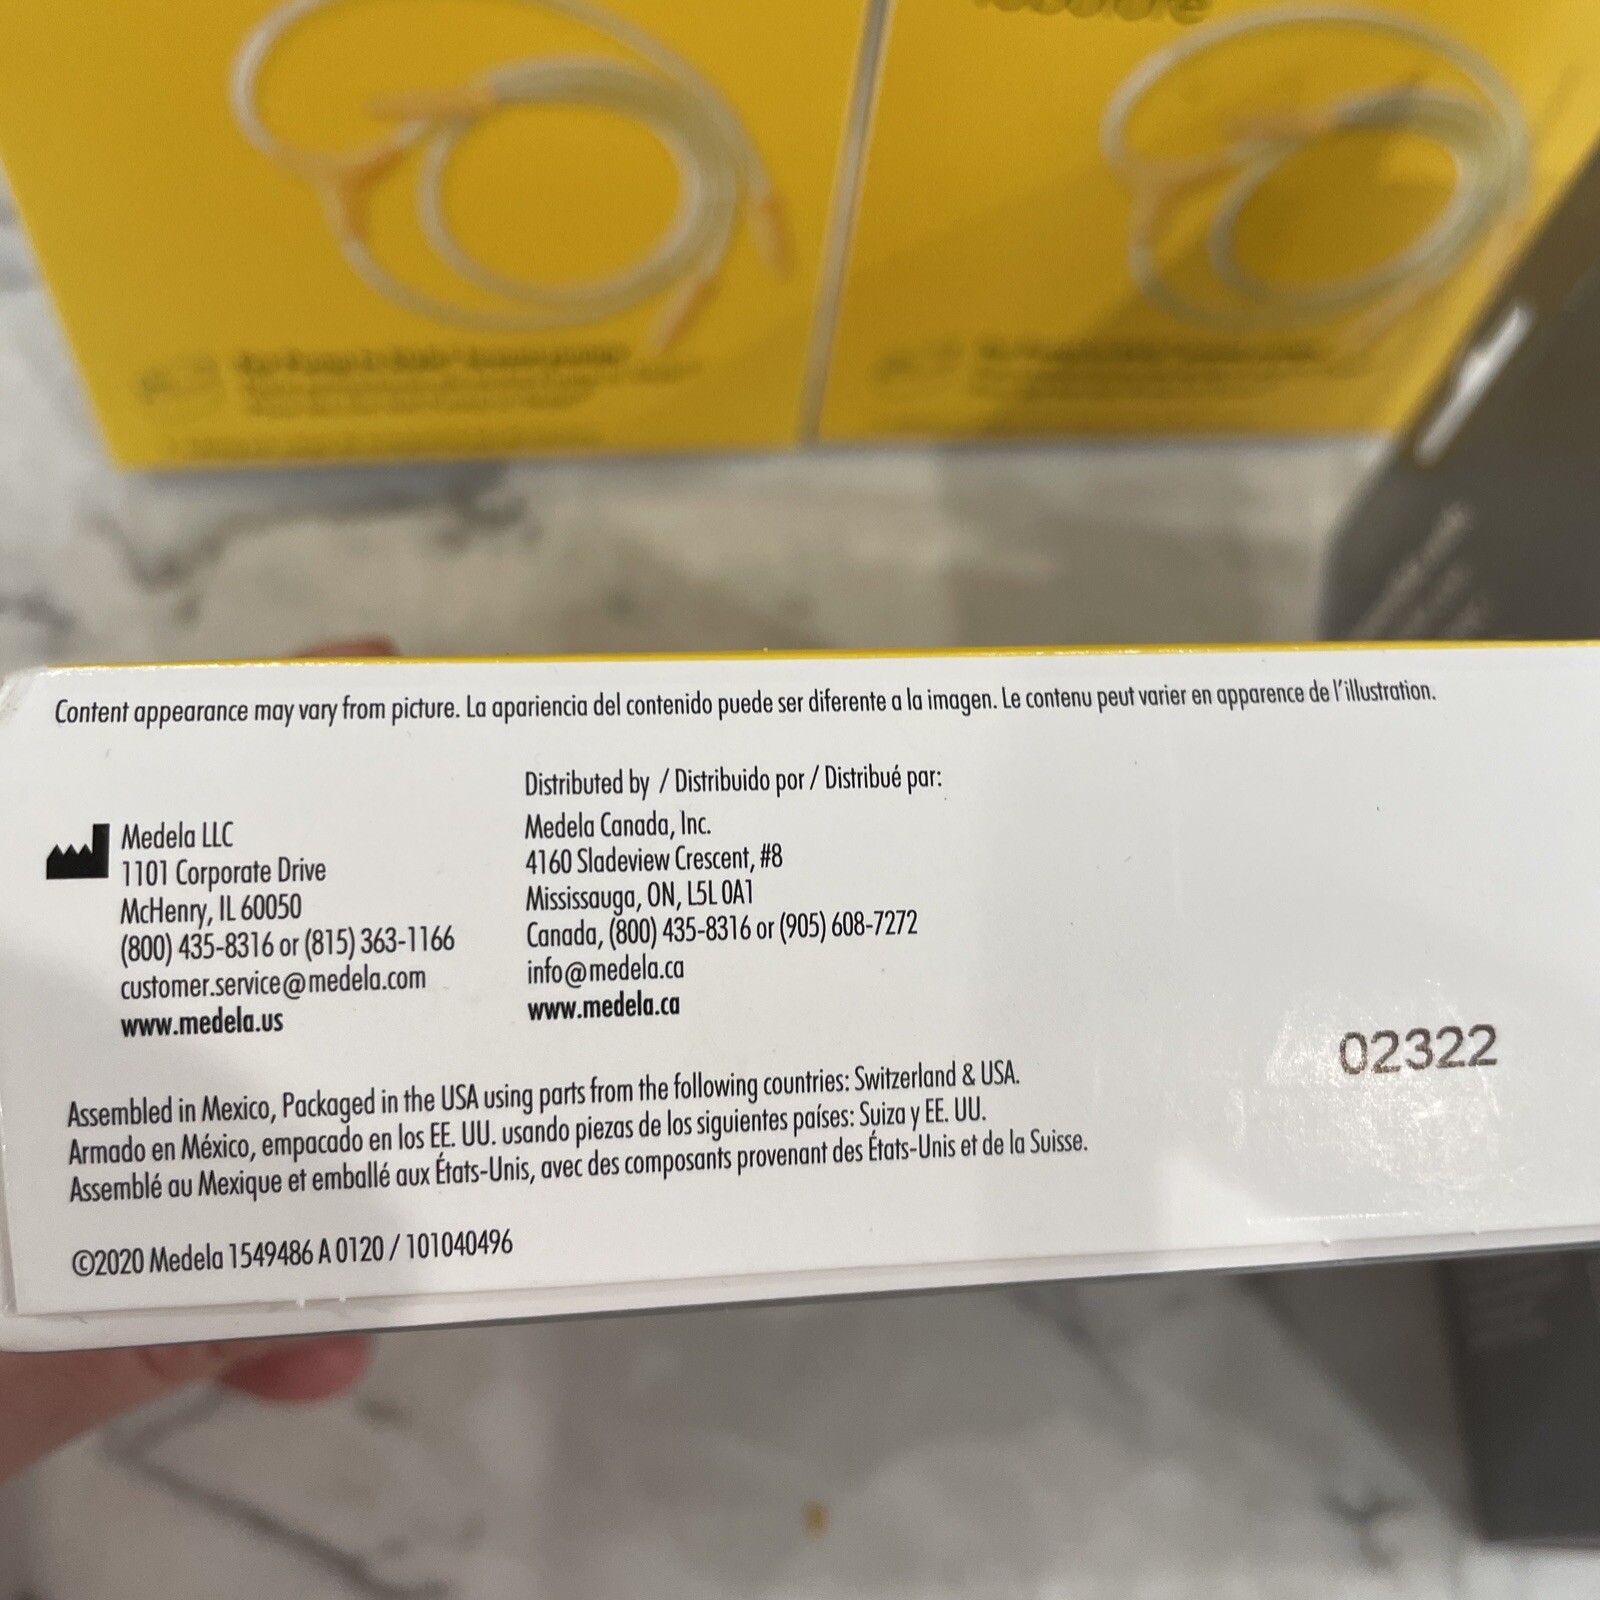 Content appearance may vary from picture. La apariencia del contenido puede ser diferente a la imagen. Le contenu peut varier en apparence de l'illustration.
Medela LLC
1101 Corporate Drive
McHenry, IL 60050
(800) 435-8316 or (815) 363-1166
customer.service@medela.com
www.medela.us
Distributed by / Distribuido por / Distribué par:
Medela Canada, Inc.
4160 Sladeview Crescent, #8
Mississauga, ON, L5L 0A1
Canada, (800) 435-8316 or (905) 608-7272
info@medela.ca
www.medela.ca
02322
Assembled in Mexico, Packaged in the USA using parts from the following countries: Switzerland & USA.
Armado en México, empacado en los EE. UU. usando piezas de los siguientes países: Suiza y EE. UU.
Assemblé au Mexique et emballé aux États-Unis, avec des composants provenant des États-Unis et de la Suisse.
©2020 Medela 1549486 A 0120 / 101040496